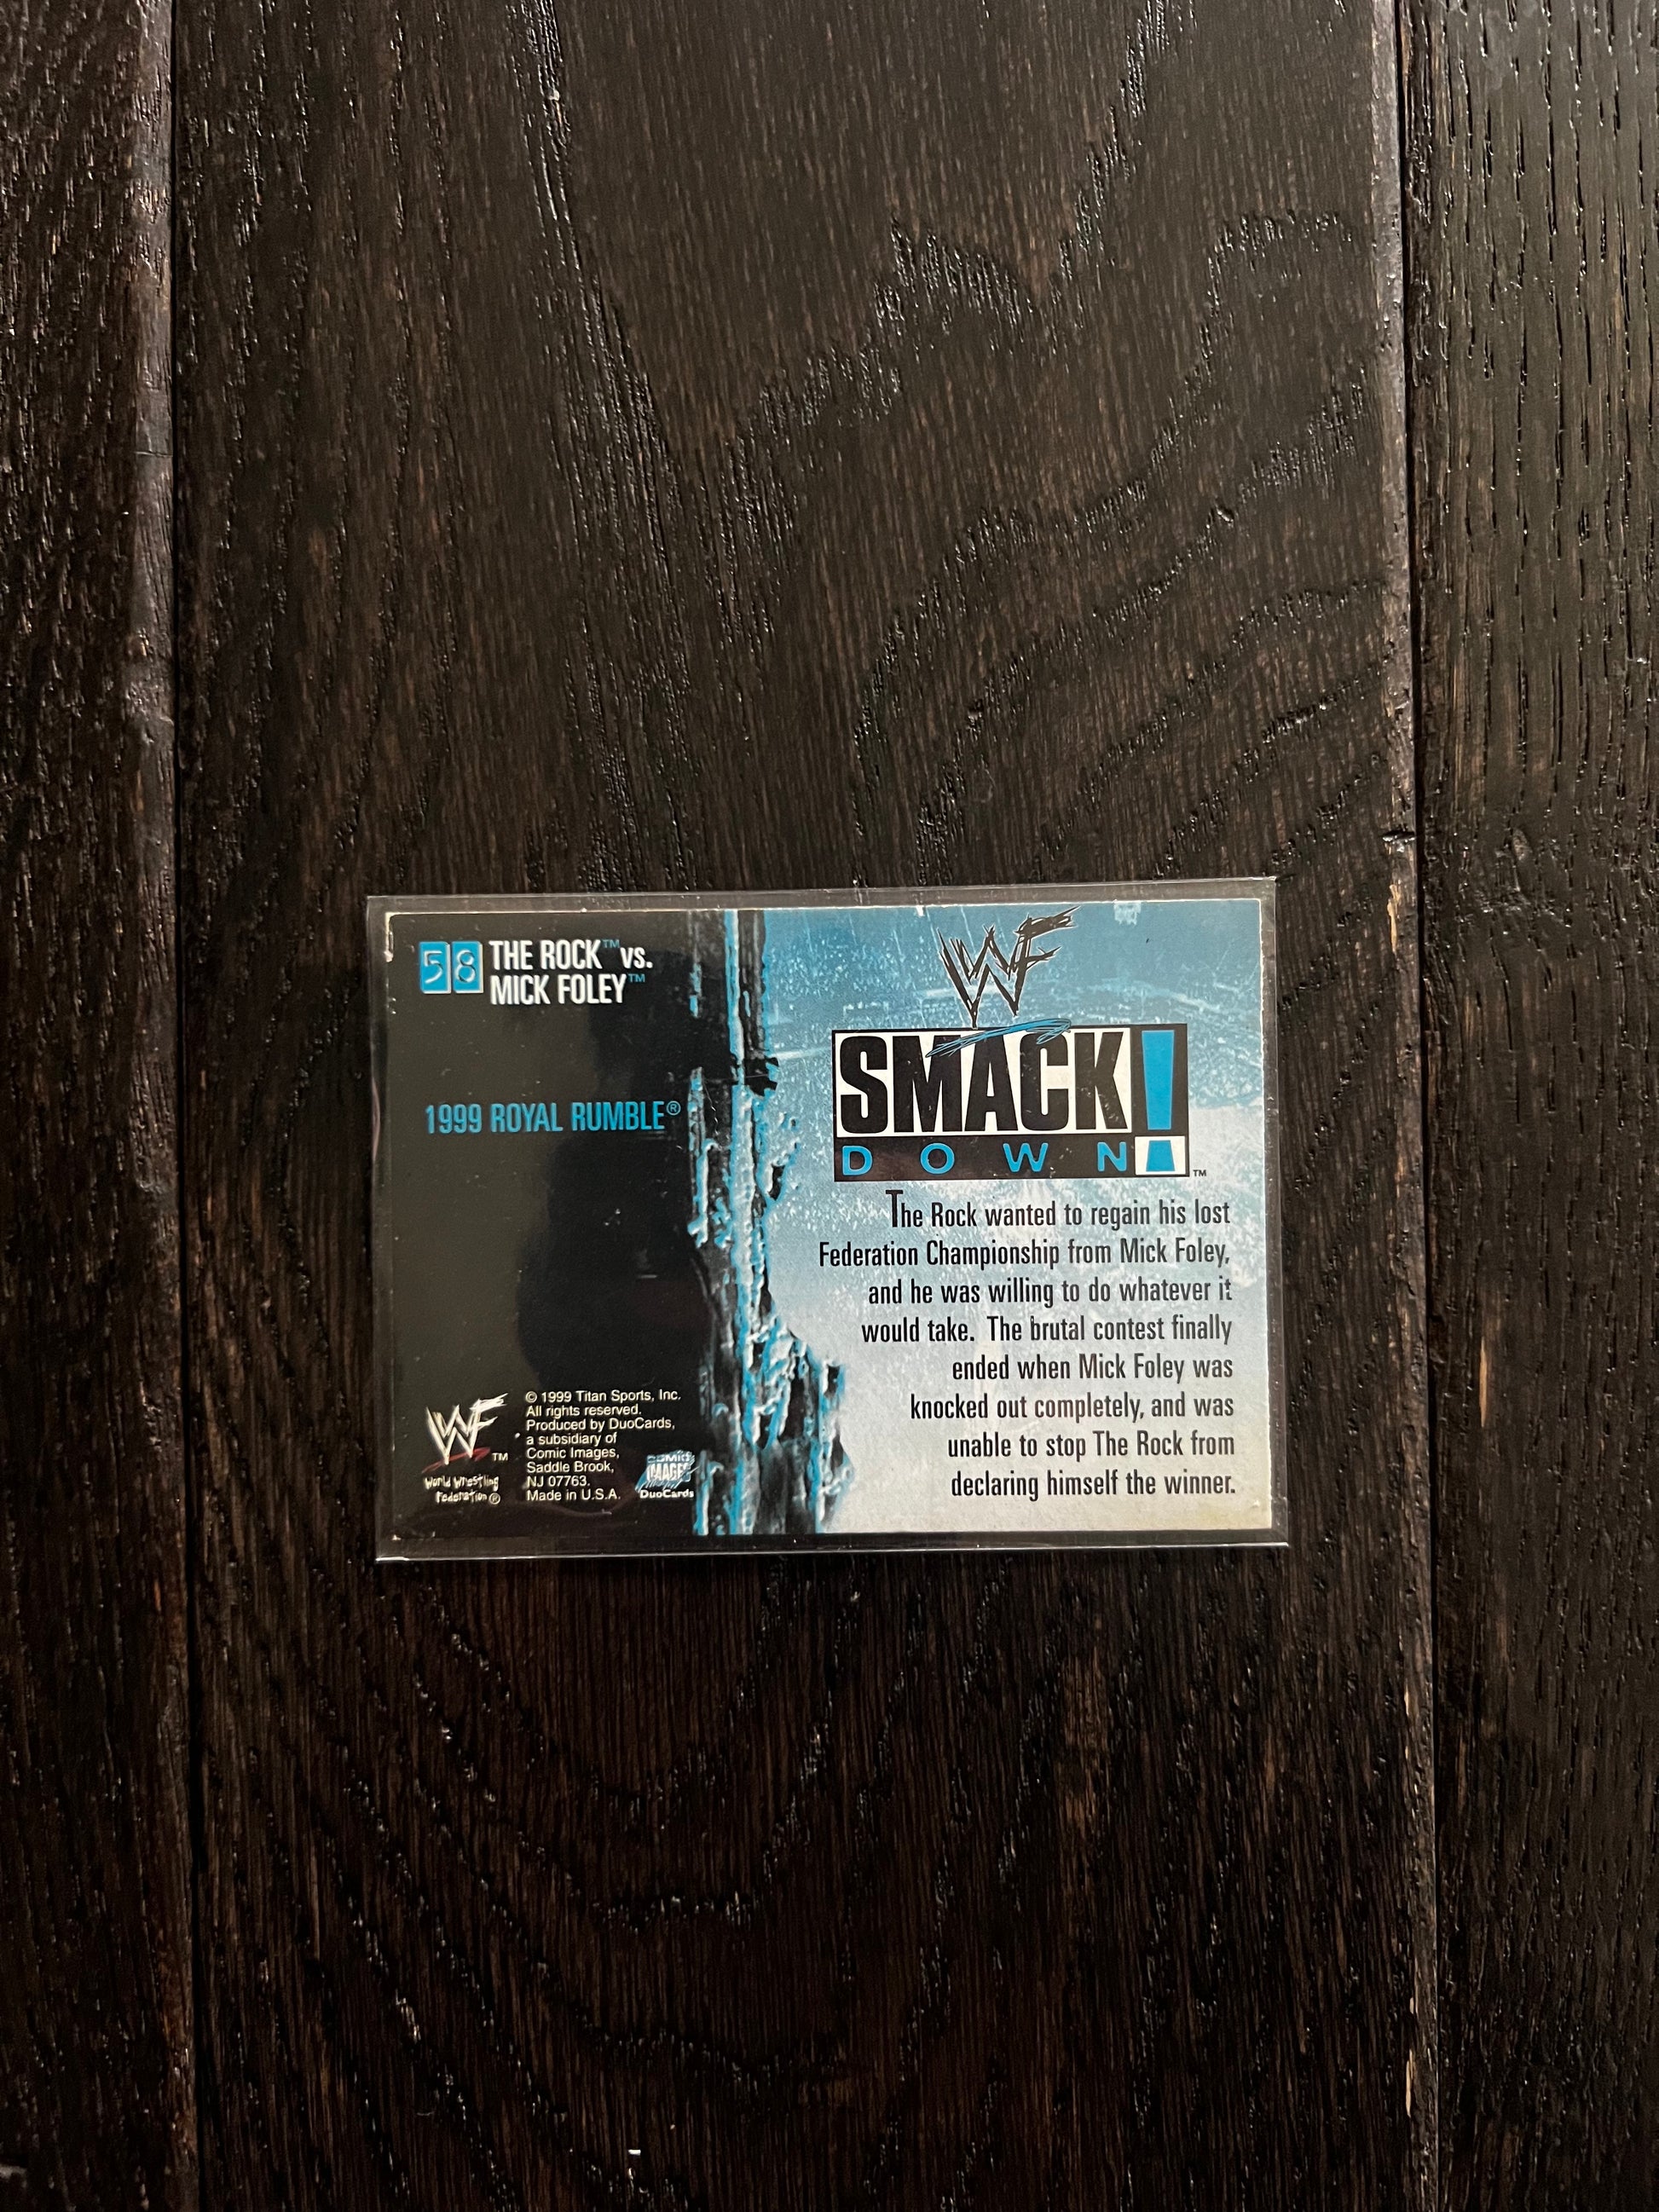 58 THE ROCK™ vs.
MICK FOLEY™
1999 ROYAL RUMBLE®
WF
™
World Wrestling
Federation®
© 1999 Titan Sports, Inc.
All rights reserved.
Produced by DuoCards,
a subsidiary of
Comic Images,
Saddle Brook,
NJ 07763.
Made in U.S.A.
COMIC
IMAGES
DuoCards
WF
SMACK!
DOWN!™
The Rock wanted to regain his lost
Federation Championship from Mick Foley,
and he was willing to do whatever it
would take. The brutal contest finally
ended when Mick Foley was
knocked out completely, and was
unable to stop The Rock from
declaring himself the winner.